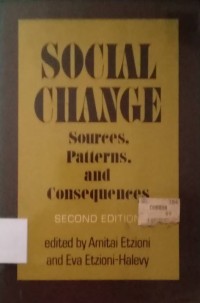 SOCIAL
CHANGE
Sources,
Patterns,
and
Consequences
SECOND EDITION
edited by Amitai Etzioni
and Eva Etzioni-Halevy